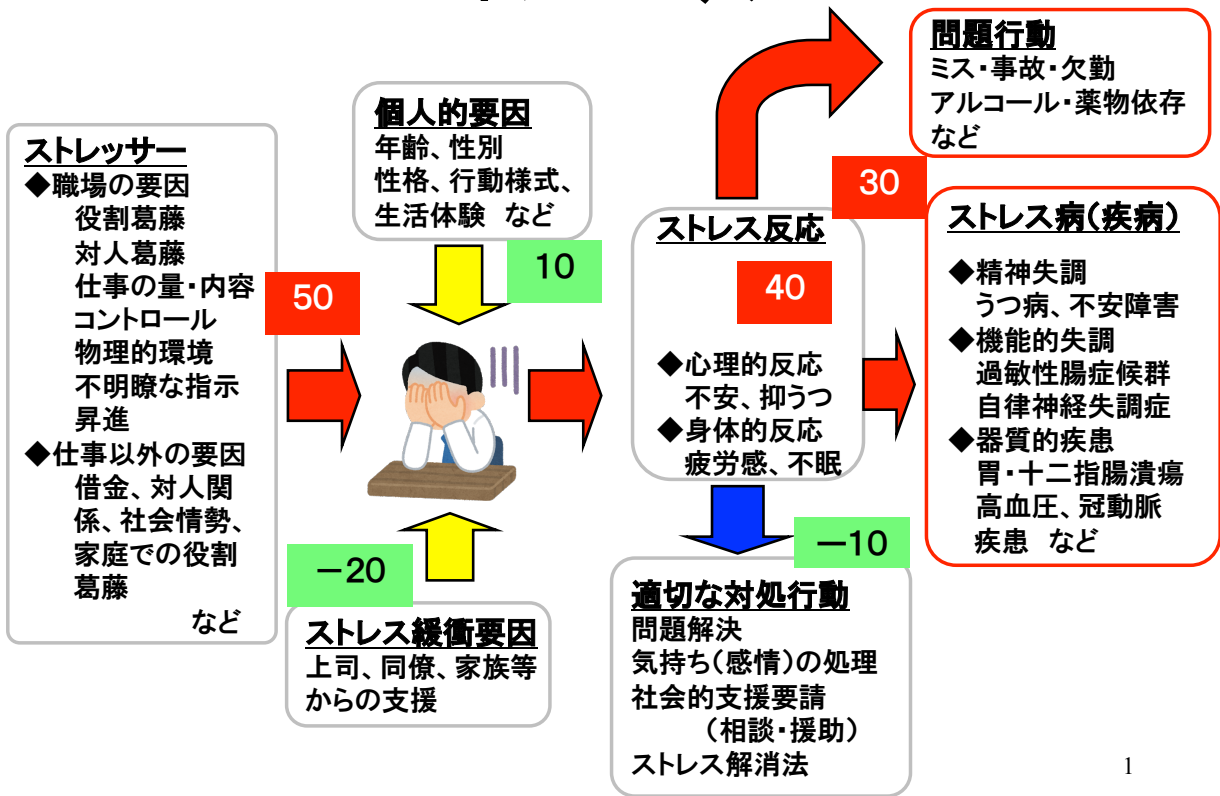 ストレッサー
◆職場の要因
役割葛藤
対人葛藤
仕事の量・内容
コントロール
物理的環境
不明瞭な指示
昇進
◆仕事以外の要因
借金、対人関
係、社会情勢、
家庭での役割
葛藤
など
50
個人的要因
年齢、性別
性格、行動様式、
生活体験 など
10
－20
ストレス緩衝要因
上司、同僚、家族等
からの支援
ストレス反応
40
◆心理的反応
不安、抑うつ
◆身体的反応
疲労感、不眠
－10
適切な対処行動
問題解決
気持ち(感情)の処理
社会的支援要請
(相談・援助)
ストレス解消法
問題行動
ミス・事故・欠勤
アルコール・薬物依存
など
30
ストレス病(疾病)
◆精神失調
うつ病、不安障害
◆機能的失調
過敏性腸症候群
自律神経失調症
◆器質的疾患
胃・十二指腸潰瘍
高血圧、冠動脈
疾患 など
1